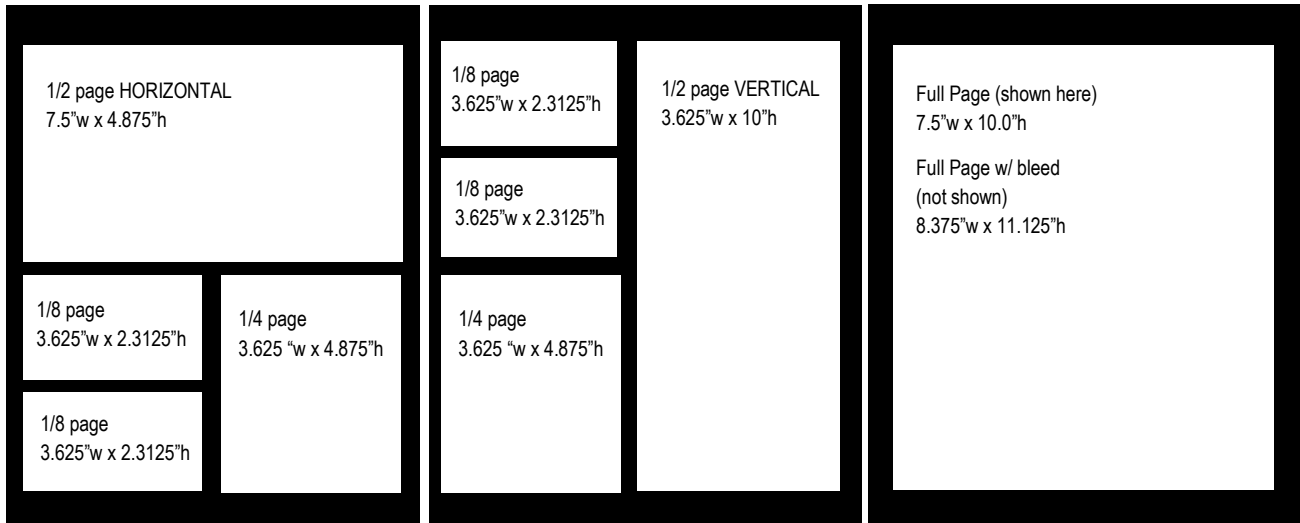 1/2 page HORIZONTAL
7.5”w x 4.875”h
1/8 page
3.625”w x 2.3125”h
1/8 page
3.625”w x 2.3125”h
1/4 page
3.625 “w x 4.875”h
1/8 page
3.625”w x 2.3125”h
1/8 page
3.625”w x 2.3125”h
1/4 page
3.625 “w x 4.875”h
1/2 page VERTICAL
3.625”w x 10”h
Full Page (shown here)
7.5”w x 10.0”h
Full Page w/ bleed
(not shown)
8.375”w x 11.125”h